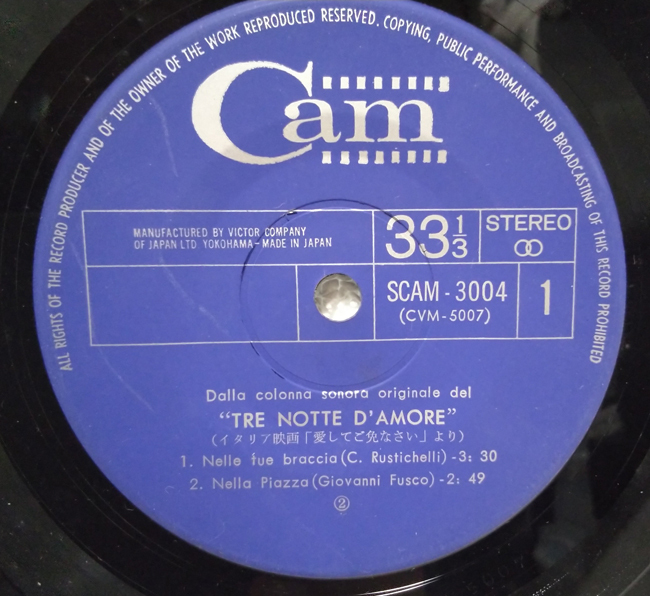 ALL RIGHTS OF THE RECORD PRODUCER AND OF THE OWNER OF THE WORK REPRODUCED RESERVED. COPYING, PUBLIC PERFORMANCE AND BROADCASTING OF THIS RECORD PROHIBITED
Cam
MANUFACTURED BY VICTOR COMPANY
OF JAPAN LTD YOKOHAMA-MADE IN JAPAN
33 1/3
STEREO
SCAM - 3004
(CVM-5007)
1
Dalla colonna sonora originale del
“TRE NOTTE D'AMORE”
(イタリア映画「愛してご免なさい」より)
1. Nelle fue braccia (C. Rustichelli) -3: 30
2. Nella Piazza (Giovanni Fusco) -2: 49
②